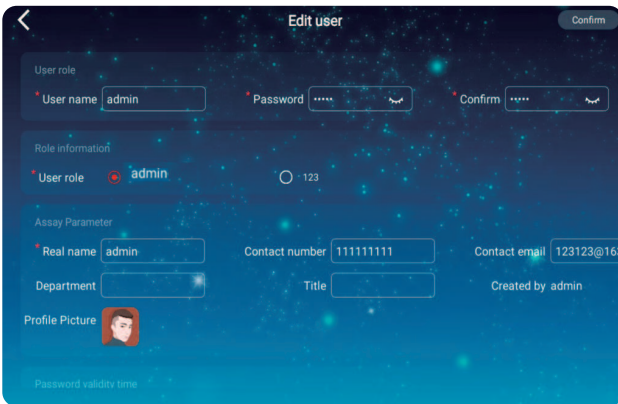 Edit user
Confirm
User role
* User name admin * Password ••••• * Confirm •••••
Role information
* User role admin 123
Assay Parameter
* Real name admin Contact number 111111111 Contact email 123123@163
Department Title Created by admin
Profile Picture
Password validity time